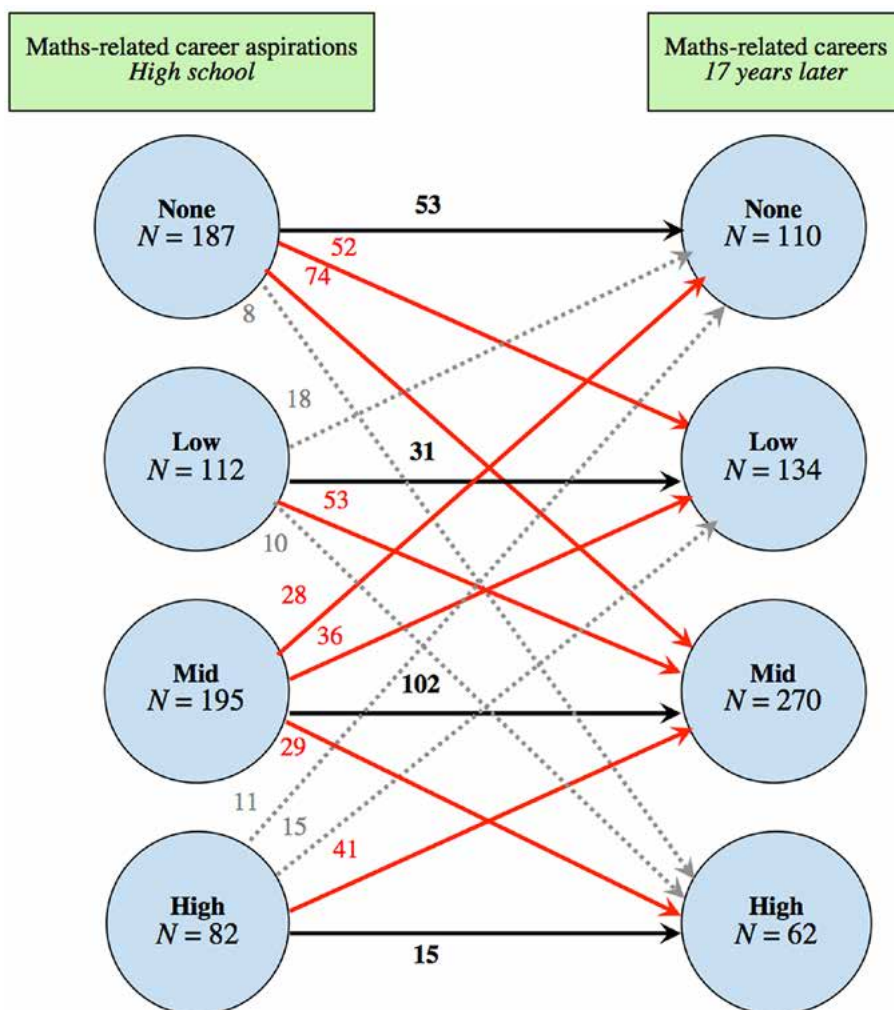 Maths-related career aspirations
High school
Maths-related careers
17 years later
None
N = 187
53
None
N = 110
52
74
8
18
Low
N = 112
31
Low
N = 134
53
10
28
36
Mid
N = 195
102
Mid
N = 270
29
11
15
41
High
N = 82
15
High
N = 62